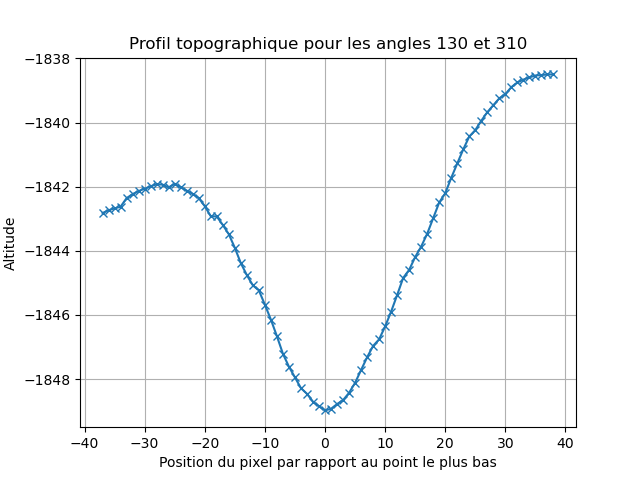 Profil topographique pour les angles 130 et 310
−1838
−1840
−1842
−1844
−1846
−1848
Altitude
−40 −30 −20 −10 0 10 20 30 40
Position du pixel par rapport au point le plus bas